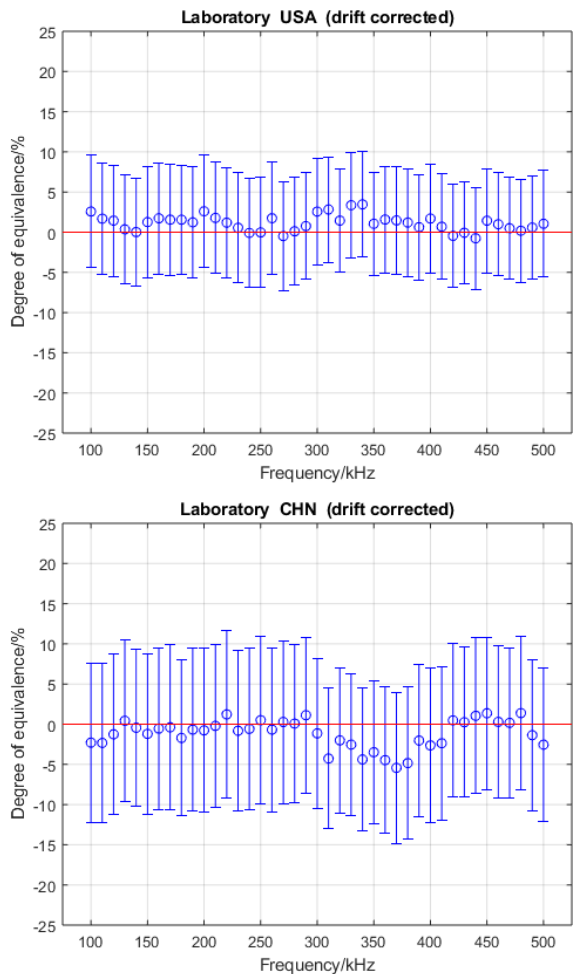 Laboratory USA (drift corrected)
25
20
15
10
5
0
-5
-10
-15
-20
-25
Degree of equivalence/%
100 150 200 250 300 350 400 450 500
Frequency/kHz
Laboratory CHN (drift corrected)
25
20
15
10
5
0
-5
-10
-15
-20
-25
Degree of equivalence/%
100 150 200 250 300 350 400 450 500
Frequency/kHz